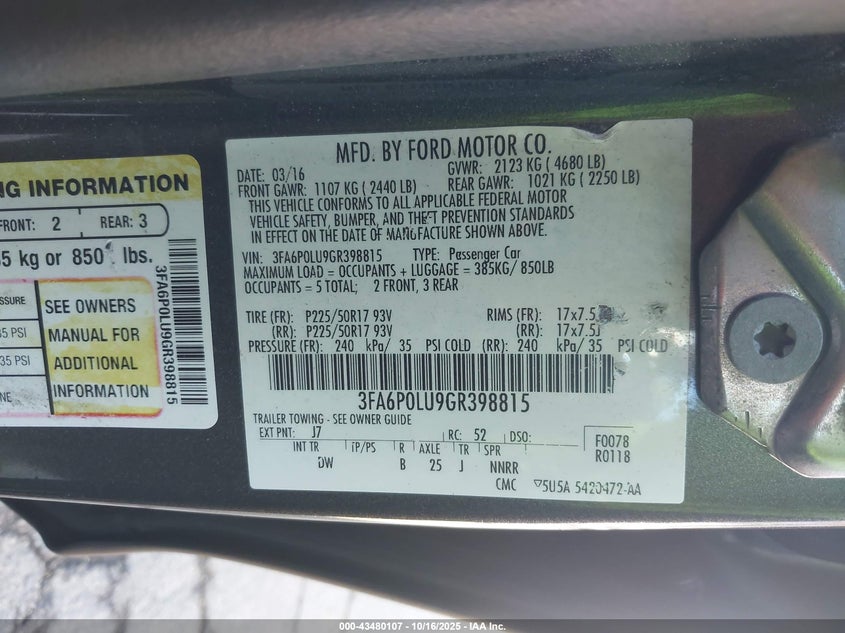 NG INFORMATION
FRONT: 2 REAR: 3
5 kg or 850 lbs.
SEE OWNERS
35 PSI MANUAL FOR
35 PSI ADDITIONAL
INFORMATION
3FA6P0LU9GR398815
MFD. BY FORD MOTOR CO.
DATE: 03/16 GVWR: 2123 KG ( 4680 LB)
FRONT GAWR: 1107 KG ( 2440 LB) REAR GAWR: 1021 KG ( 2250 LB)
THIS VEHICLE CONFORMS TO ALL APPLICABLE FEDERAL MOTOR
VEHICLE SAFETY, BUMPER, AND THEFT PREVENTION STANDARDS
IN EFFECT ON THE DATE OF MANUFACTURE SHOWN ABOVE.
VIN: 3FA6P0LU9GR398815 TYPE: Passenger Car
MAXIMUM LOAD = OCCUPANTS + LUGGAGE = 385KG/ 850LB
OCCUPANTS = 5 TOTAL; 2 FRONT, 3 REAR
TIRE (FR): P225/50R17 93V RIMS (FR): 17x7.5
(RR): P225/50R17 93V (RR): 17x7.5J
PRESSURE (FR): 240 kPa/ 35 PSI COLD (RR): 240 kPa/ 35 PSI COLD
3FA6P0LU9GR398815
TRAILER TOWING - SEE OWNER GUIDE
EXT PNT: J7 RC: 52 DSO: F0078
INT TR TP/PS R AXLE TR SPR R0118
DW B 25 J NNRR
CMC ▽5U5A 5420472-AA
000-43480107 - 10/16/2025 - IAA Inc.